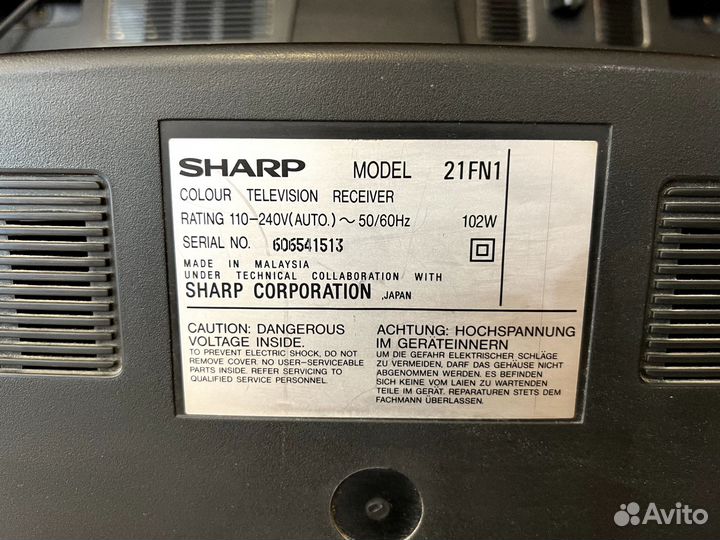 SHARP MODEL 21FN1
COLOUR TELEVISION RECEIVER
RATING 110-240V(AUTO.)~ 50/60Hz 102W
SERIAL NO. 606541513
MADE IN MALAYSIA
UNDER TECHNICAL COLLABORATION WITH
SHARP CORPORATION ,JAPAN
CAUTION: DANGEROUS
VOLTAGE INSIDE.
TO PREVENT ELECTRIC SHOCK, DO NOT
REMOVE COVER. NO USER-SERVICEABLE
PARTS INSIDE. REFER SERVICING TO
QUALIFIED SERVICE PERSONNEL.
ACHTUNG: HOCHSPANNUNG
IM GERÄTEINNERN
UM DIE GEFAHR ELEKTRISCHER SCHLÄGE
ZU VERMEIDEN, DARF DAS GEHÄUSE NICHT
ABGENOMMEN WERDEN. ES BEFINDEN
SICH KEINE VOM LAIEN ZU WARTENDEN
TEILE IM GERÄT. REPARATUREN STETS DEM
FACHMANN ÜBERLASSEN.
Avito